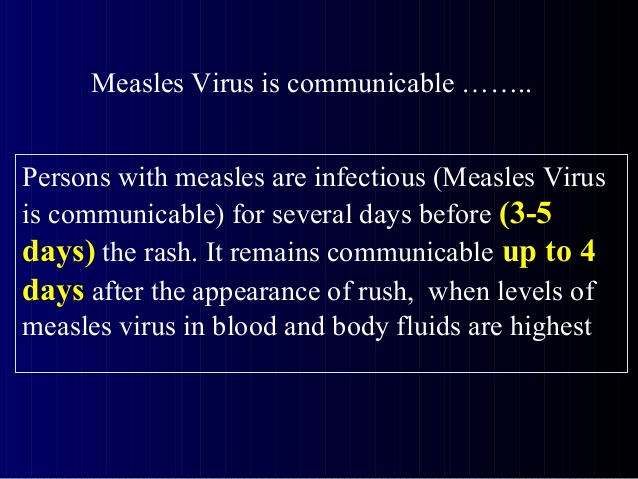 Measles Virus is communicable ……..
Persons with measles are infectious (Measles Virus
is communicable) for several days before (3-5
days) the rash. It remains communicable up to 4
days after the appearance of rush, when levels of
measles virus in blood and body fluids are highest